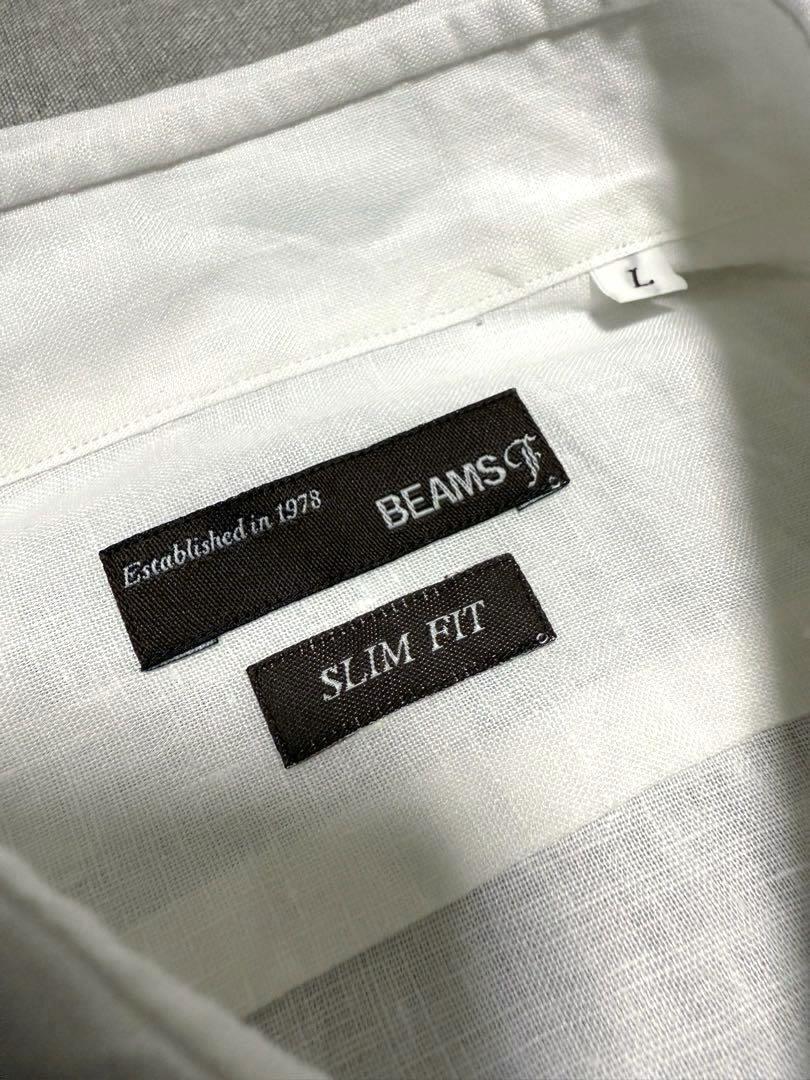 L
Established in 1978
BEAMS F
SLIM FIT